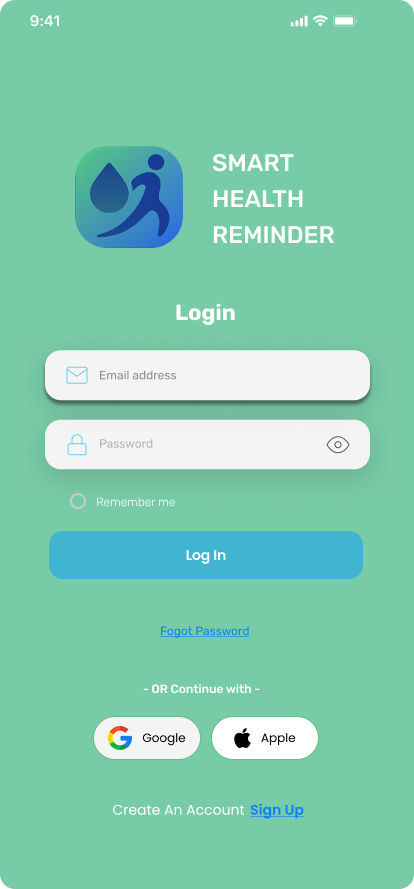 9:41
SMART
HEALTH
REMINDER
Login
Email address
Password
Remember me
Log In
Fogot Password
- OR Continue with -
Google
Apple
Create An Account Sign Up